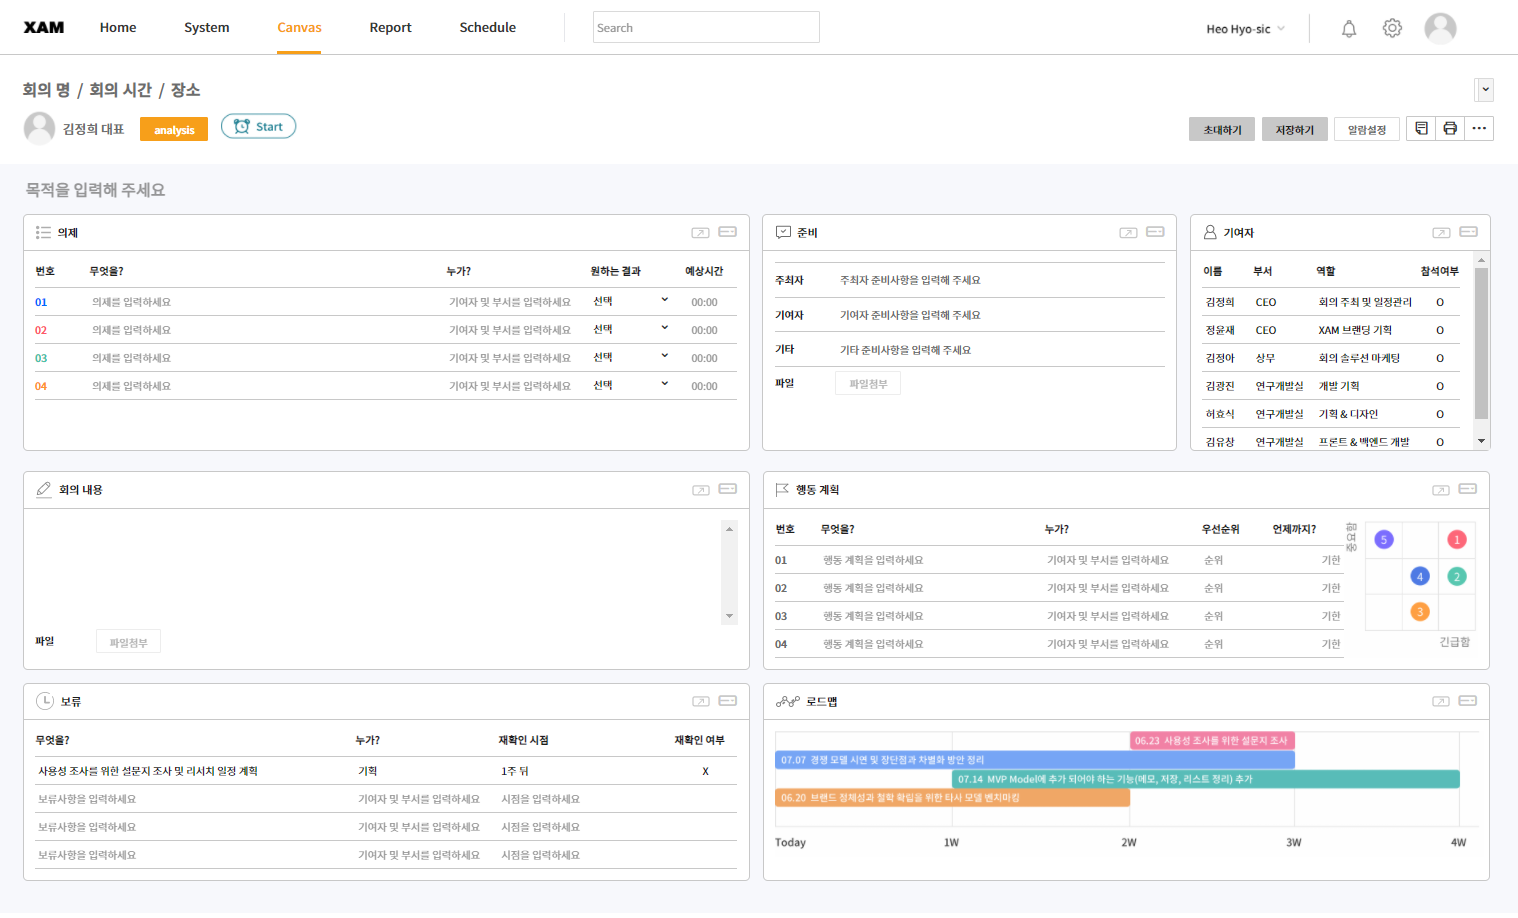 XAM Home System Canvas Report Schedule Search Heo Hyo-sic
회의 명 / 회의 시간 / 장소
김정희 대표 analysis Start 초대하기 저장하기 알람설정
목적을 입력해 주세요
의제
번호 무엇을? 누가? 원하는 결과 예상시간
01 의제를 입력하세요 기여자 및 부서를 입력하세요 선택 00:00
02 의제를 입력하세요 기여자 및 부서를 입력하세요 선택 00:00
03 의제를 입력하세요 기여자 및 부서를 입력하세요 선택 00:00
04 의제를 입력하세요 기여자 및 부서를 입력하세요 선택 00:00
준비
주최자 주최자 준비사항을 입력해 주세요
기여자 기여자 준비사항을 입력해 주세요
기타 기타 준비사항을 입력해 주세요
파일 파일첨부
기여자
이름 부서 역할 참석여부
김정희 CEO 회의 주최 및 일정관리 O
정윤재 CEO XAM 브랜딩 기획 O
김정아 상무 회의 솔루션 마케팅 O
김광진 연구개발실 개발 기획 O
허효식 연구개발실 기획 & 디자인 O
김유창 연구개발실 프론트 & 백엔드 개발 O
회의 내용
파일 파일첨부
행동 계획
번호 무엇을? 누가? 우선순위 언제까지?
01 행동 계획을 입력하세요 기여자 및 부서를 입력하세요 순위 기한
02 행동 계획을 입력하세요 기여자 및 부서를 입력하세요 순위 기한
03 행동 계획을 입력하세요 기여자 및 부서를 입력하세요 순위 기한
04 행동 계획을 입력하세요 기여자 및 부서를 입력하세요 순위 기한
중요함
5 1
4 2
3
긴급함
보류
무엇을? 누가? 재확인 시점 재확인 여부
사용성 조사를 위한 설문지 조사 및 리서치 일정 계획 기획 1주 뒤 X
보류사항을 입력하세요 기여자 및 부서를 입력하세요 시점을 입력하세요
보류사항을 입력하세요 기여자 및 부서를 입력하세요 시점을 입력하세요
보류사항을 입력하세요 기여자 및 부서를 입력하세요 시점을 입력하세요
로드맵
06.23 사용성 조사를 위한 설문지 조사
07.07 경쟁 모델 시연 및 장단점과 차별화 방안 정리
07.14 MVP Model에 추가 되어야 하는 기능(메모, 저장, 리스트 정리) 추가
06.20 브랜드 정체성과 철학 확립을 위한 타사 모델 벤치마킹
Today 1W 2W 3W 4W